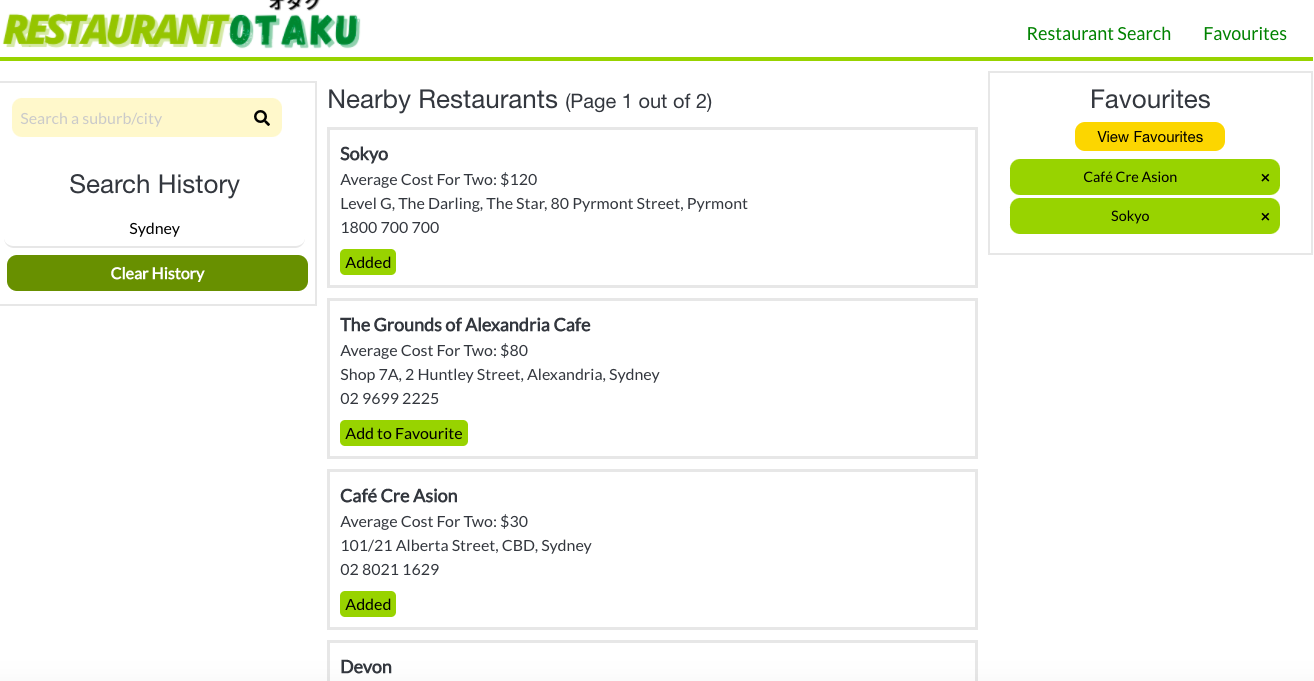 オタク
RESTAURANTOTAKU
Restaurant Search
Favourites
Search a suburb/city
Search History
Sydney
Clear History
Nearby Restaurants (Page 1 out of 2)
Sokyo
Average Cost For Two: $120
Level G, The Darling, The Star, 80 Pyrmont Street, Pyrmont
1800 700 700
Added
The Grounds of Alexandria Cafe
Average Cost For Two: $80
Shop 7A, 2 Huntley Street, Alexandria, Sydney
02 9699 2225
Add to Favourite
Café Cre Asion
Average Cost For Two: $30
101/21 Alberta Street, CBD, Sydney
02 8021 1629
Added
Devon
Favourites
View Favourites
Café Cre Asion ×
Sokyo ×